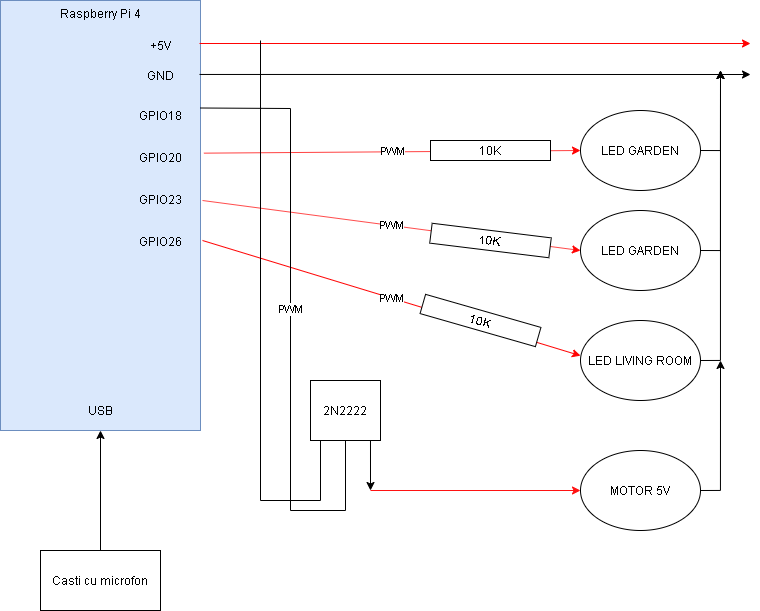 Raspberry Pi 4
+5V
GND
GPIO18
GPIO20
PWM
10K
LED GARDEN
GPIO23
PWM
10K
LED GARDEN
GPIO26
PWM
10K
LED LIVING ROOM
PWM
USB
2N2222
MOTOR 5V
Casti cu microfon